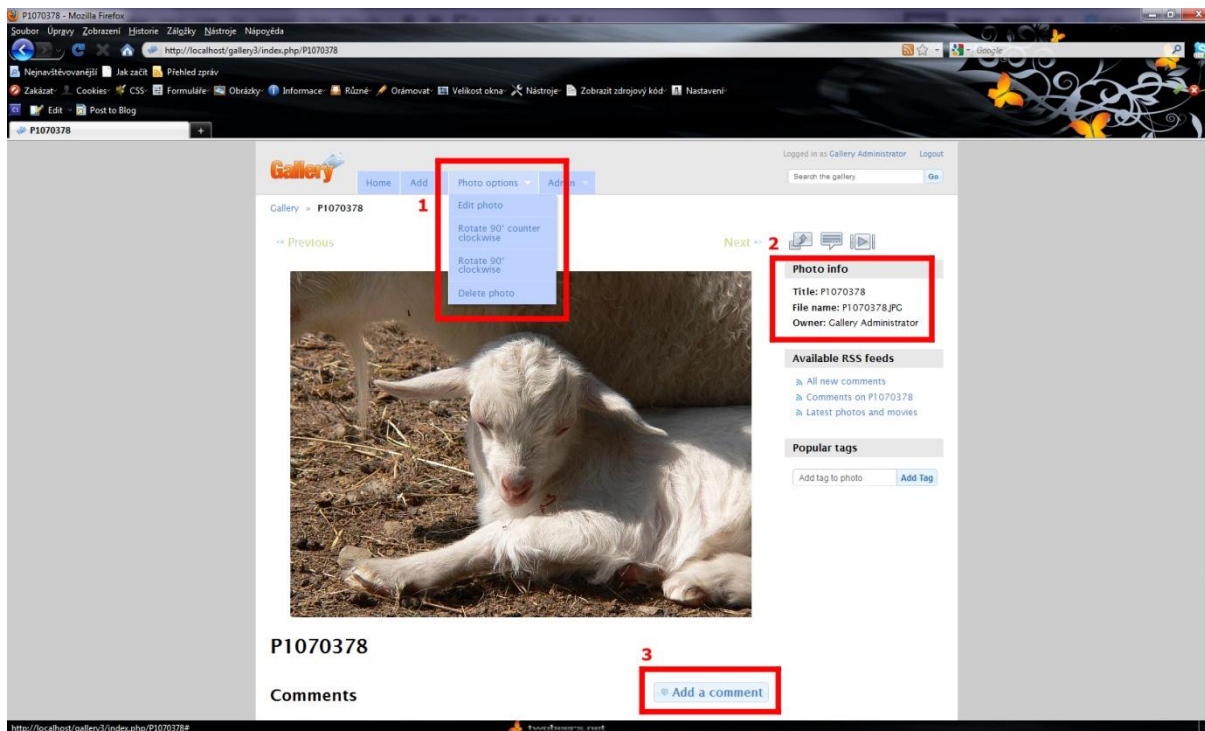 P1070378 - Mozilla Firefox
Soubor Úpravy Zobrazení Historie Záložky Nástroje Nápověda
http://localhost/gallery3/index.php/P1070378
Google
Nejnavštěvovanější Jak začít Přehled zpráv
Zakázat Cookies CSS Formuláře Obrázky Informace Různé Orámovat Velikost okna Nástroje Zobrazit zdrojový kód Nastavení
Edit Post to Blog
P1070378
Logged in as Gallery Administrator Logout
Gallery
Search the gallery Go
Home Add Photo options Admin
1
Gallery » P1070378
Edit photo
Rotate 90° counter
clockwise
Rotate 90°
clockwise
Delete photo
Previous
Next
2
Photo info
Title: P1070378
File name: P1070378.JPG
Owner: Gallery Administrator
Available RSS feeds
All new comments
Comments on P1070378
Latest photos and movies
Popular tags
Add tag to photo Add Tag
P1070378
3
Comments
Add a comment
http://localhost/gallery3/index.php/P1070378#